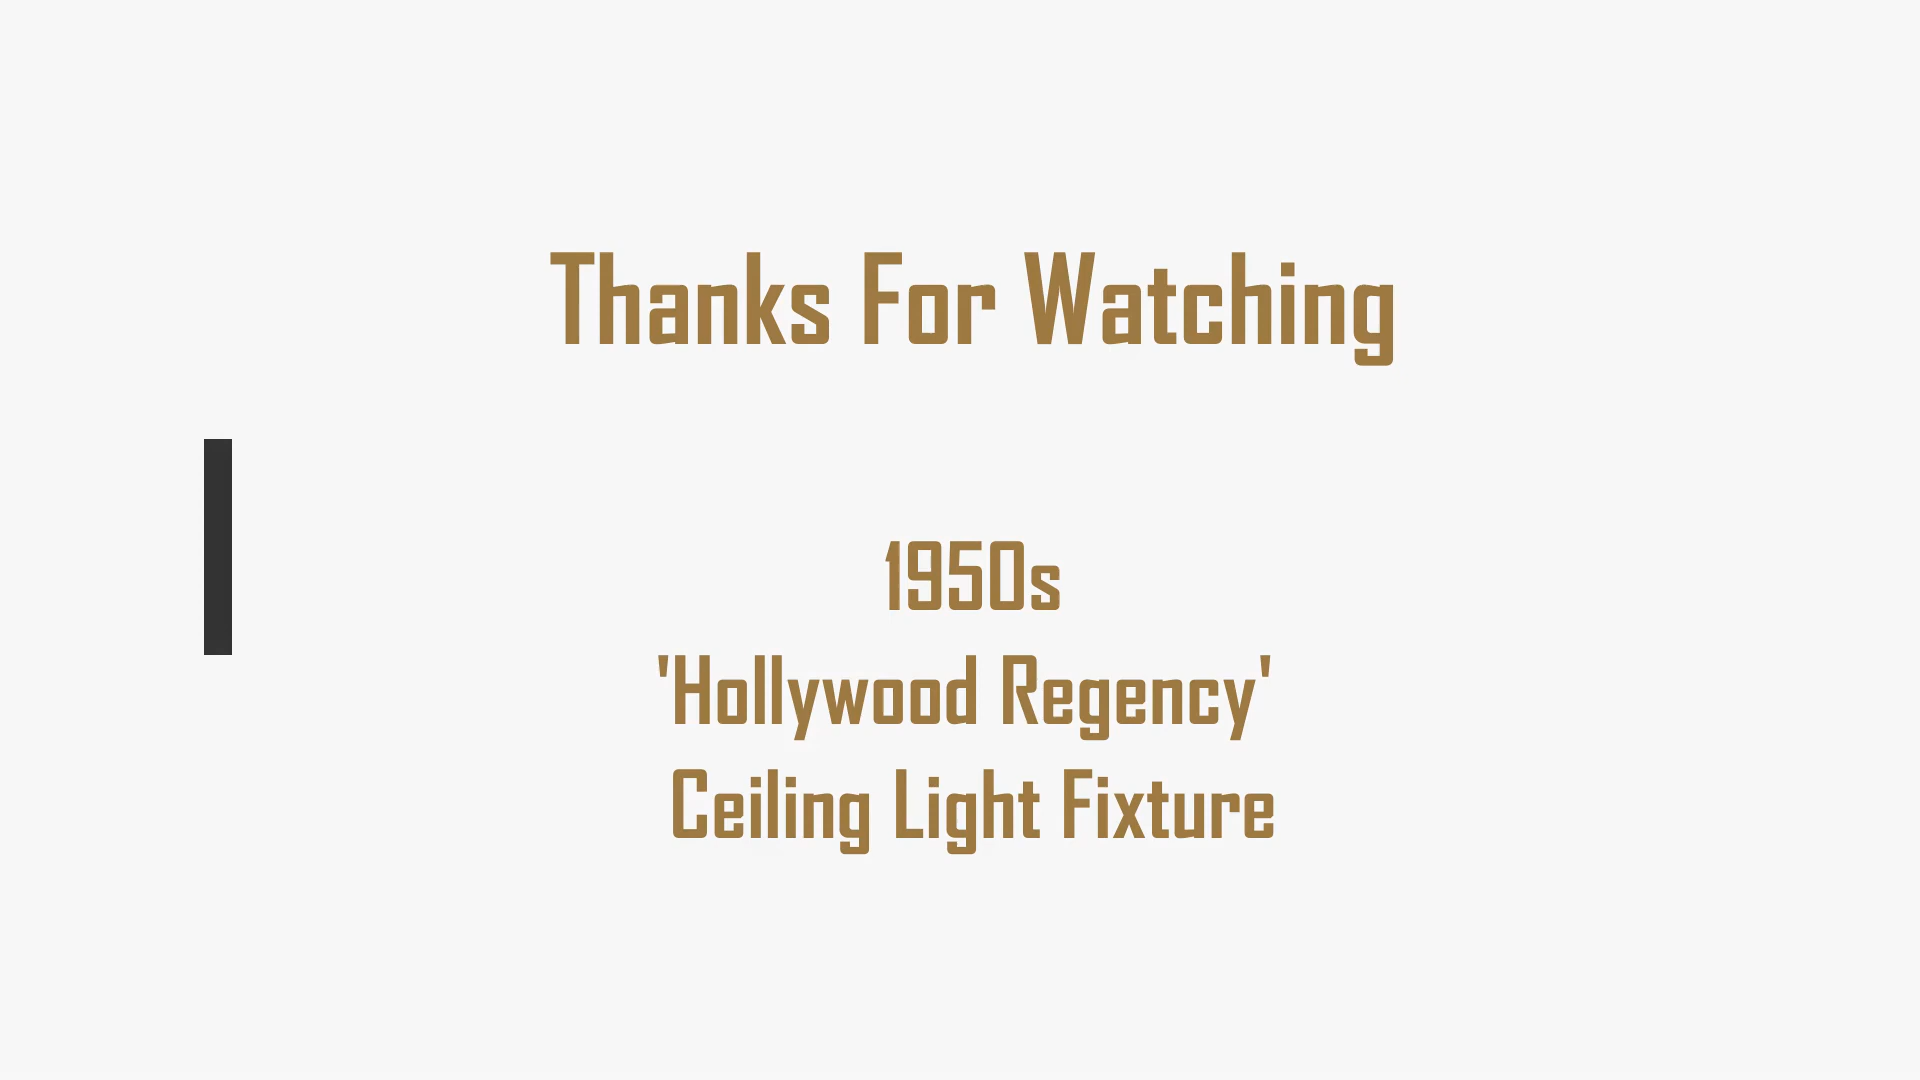 Thanks For Watching
1950s
'Hollywood Regency'
Ceiling Light Fixture